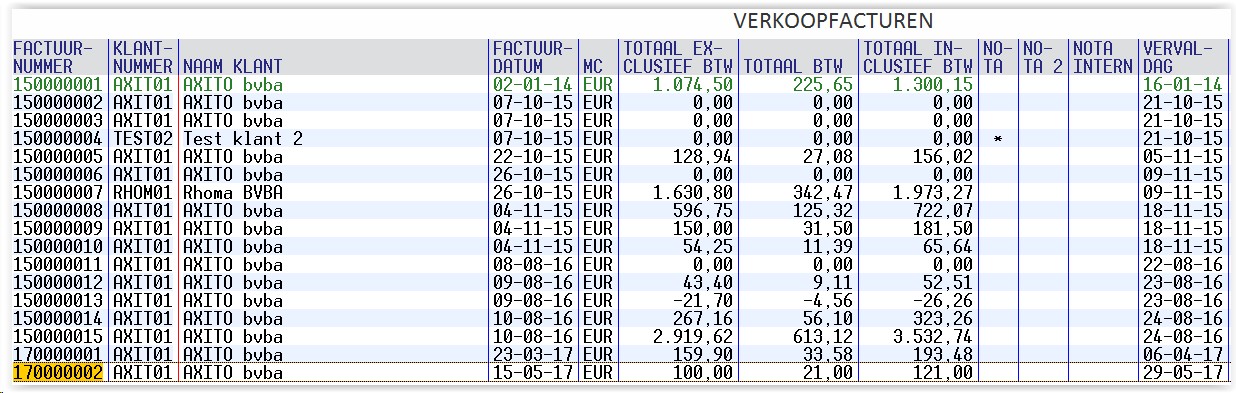 VERKOOPFACTUREN
FACTUUR- KLANT- FACTUUR- TOTAAL EX- TOTAAL IN- NO- NO- NOTA VERVAL-
NUMMER NUMMER NAAM KLANT DATUM MC CLUSIEF BTW TOTAAL BTW CLUSIEF BTW TA TA 2 INTERN DAG
150000001 AXIT01 AXITO bvba 02-01-14 EUR 1.074,50 225,65 1.300,15 16-01-14
150000002 AXIT01 AXITO bvba 07-10-15 EUR 0,00 0,00 0,00 21-10-15
150000003 AXIT01 AXITO bvba 07-10-15 EUR 0,00 0,00 0,00 21-10-15
150000004 TEST02 Test klant 2 07-10-15 EUR 0,00 0,00 0,00 * 21-10-15
150000005 AXIT01 AXITO bvba 22-10-15 EUR 128,94 27,08 156,02 05-11-15
150000006 AXIT01 AXITO bvba 26-10-15 EUR 0,00 0,00 0,00 09-11-15
150000007 RHOM01 Rhoma BVBA 26-10-15 EUR 1.630,80 342,47 1.973,27 09-11-15
150000008 AXIT01 AXITO bvba 04-11-15 EUR 596,75 125,32 722,07 18-11-15
150000009 AXIT01 AXITO bvba 04-11-15 EUR 150,00 31,50 181,50 18-11-15
150000010 AXIT01 AXITO bvba 04-11-15 EUR 54,25 11,39 65,64 18-11-15
150000011 AXIT01 AXITO bvba 08-08-16 EUR 0,00 0,00 0,00 22-08-16
150000012 AXIT01 AXITO bvba 09-08-16 EUR 43,40 9,11 52,51 23-08-16
150000013 AXIT01 AXITO bvba 09-08-16 EUR -21,70 -4,56 -26,26 23-08-16
150000014 AXIT01 AXITO bvba 10-08-16 EUR 267,16 56,10 323,26 24-08-16
150000015 AXIT01 AXITO bvba 10-08-16 EUR 2.919,62 613,12 3.532,74 24-08-16
170000001 AXIT01 AXITO bvba 23-03-17 EUR 159,90 33,58 193,48 06-04-17
170000002 AXIT01 AXITO bvba 15-05-17 EUR 100,00 21,00 121,00 29-05-17